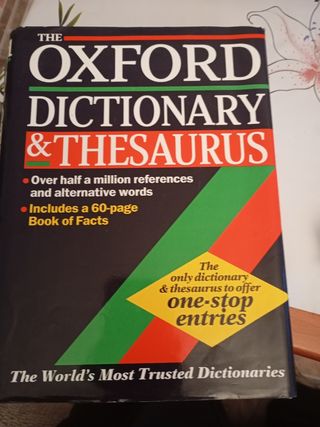 THE
OXFORD
DICTIONARY
& THESAURUS
• Over half a million references
and alternative words
• Includes a 60-page
Book of Facts
The
only dictionary
& thesaurus to offer
one-stop
entries
The World's Most Trusted Dictionaries